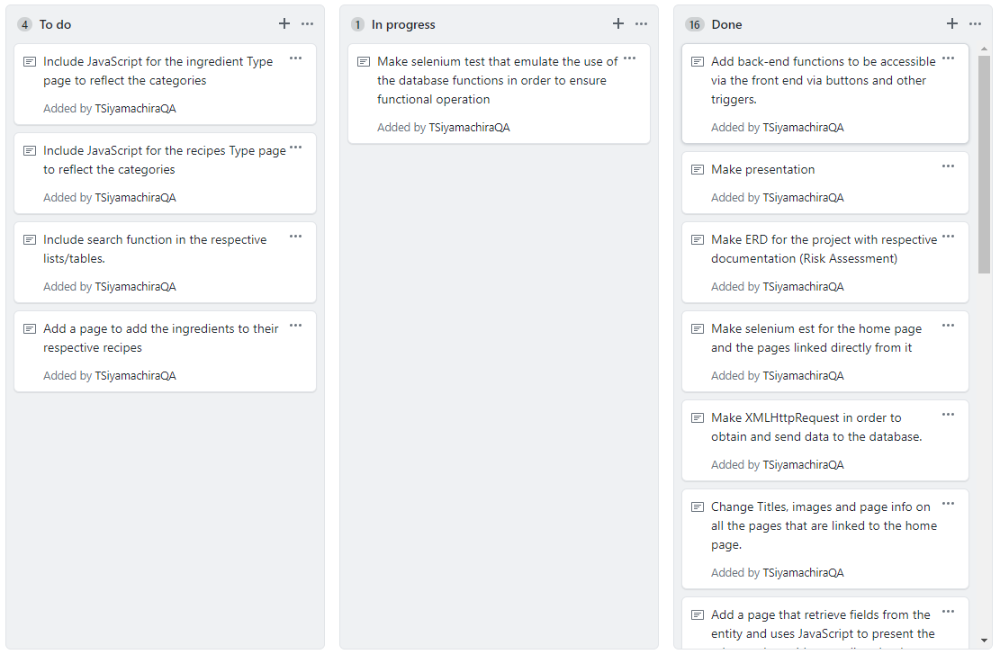 4 To do
Include JavaScript for the ingredient Type
page to reflect the categories
Added by TSiyamachiraQA
Include JavaScript for the recipes Type page
to reflect the categories
Added by TSiyamachiraQA
Include search function in the respective
lists/tables.
Added by TSiyamachiraQA
Add a page to add the ingredients to their
respective recipes
Added by TSiyamachiraQA
1 In progress
Make selenium test that emulate the use of
the database functions in order to ensure
functional operation
Added by TSiyamachiraQA
16 Done
Add back-end functions to be accessible
via the front end via buttons and other
triggers.
Added by TSiyamachiraQA
Make presentation
Added by TSiyamachiraQA
Make ERD for the project with respective
documentation (Risk Assessment)
Added by TSiyamachiraQA
Make selenium est for the home page
and the pages linked directly from it
Added by TSiyamachiraQA
Make XMLHttpRequest in order to
obtain and send data to the database.
Added by TSiyamachiraQA
Change Titles, images and page info on
all the pages that are linked to the home
page.
Added by TSiyamachiraQA
Add a page that retrieve fields from the
entity and uses JavaScript to present the